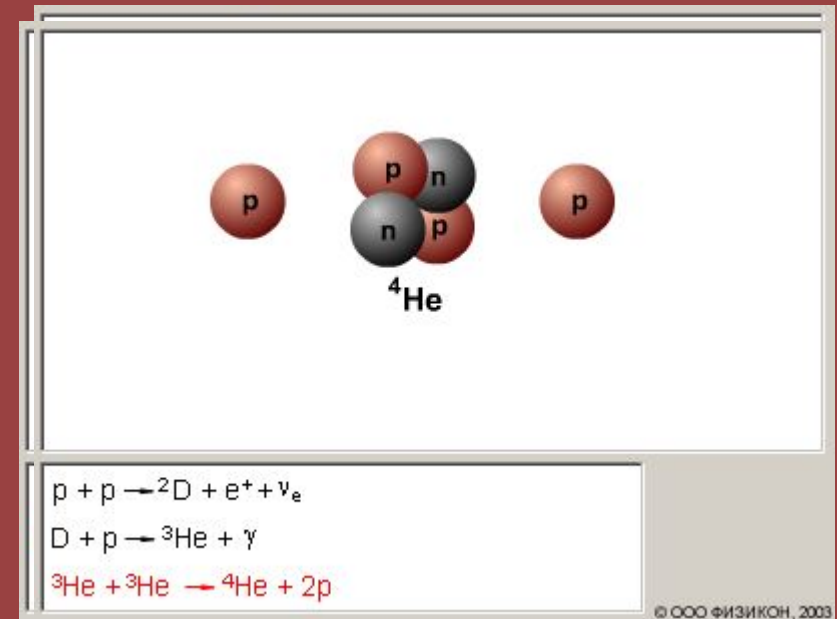 p p n n p p
⁴He
p + p → ²D + e⁺ + νₑ
D + p → ³He + γ
³He + ³He → ⁴He + 2p
© ООО ФИЗИКОН, 2003